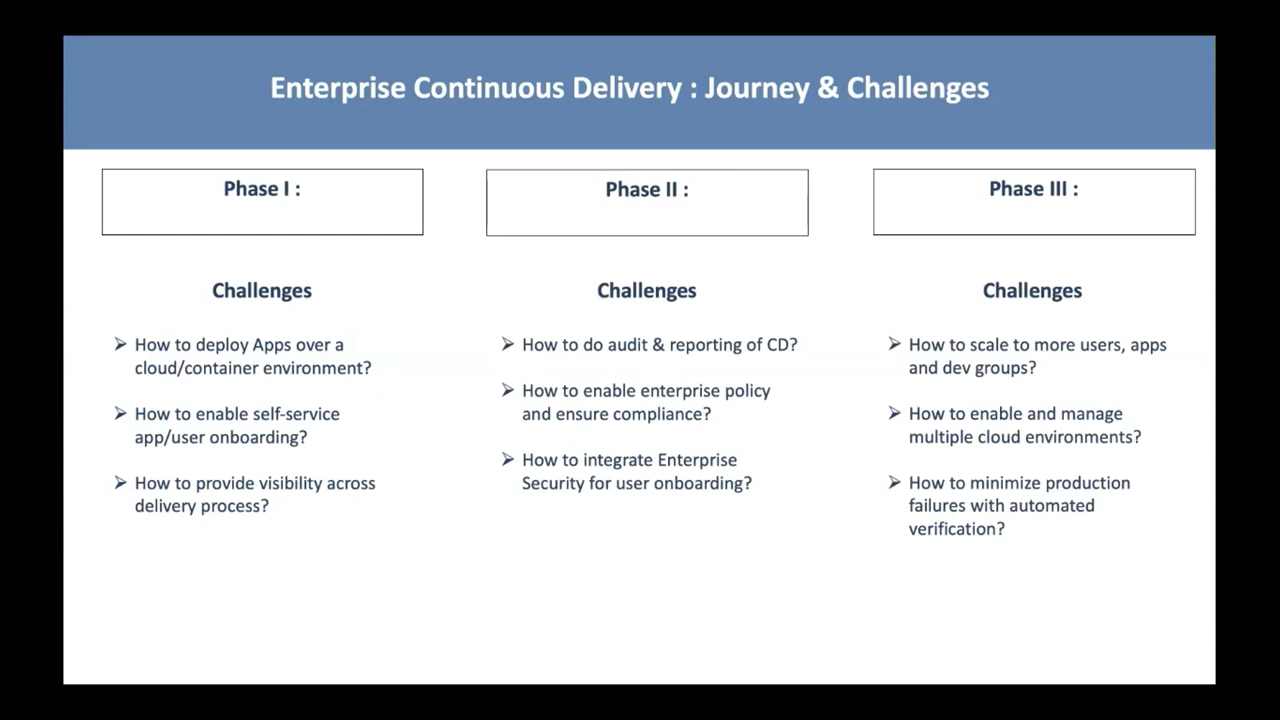 Enterprise Continuous Delivery : Journey & Challenges
Phase I :
Challenges
➢ How to deploy Apps over a
cloud/container environment?
➢ How to enable self-service
app/user onboarding?
➢ How to provide visibility across
delivery process?
Phase II :
Challenges
➢ How to do audit & reporting of CD?
➢ How to enable enterprise policy
and ensure compliance?
➢ How to integrate Enterprise
Security for user onboarding?
Phase III :
Challenges
➢ How to scale to more users, apps
and dev groups?
➢ How to enable and manage
multiple cloud environments?
➢ How to minimize production
failures with automated
verification?